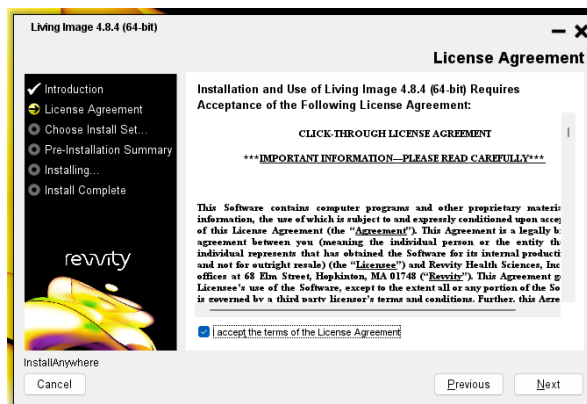 Living Image 4.8.4 (64-bit)
License Agreement
Introduction
License Agreement
Choose Install Set...
Pre-Installation Summary
Installing...
Install Complete
revvity
Installation and Use of Living Image 4.8.4 (64-bit) Requires
Acceptance of the Following License Agreement:
CLICK-THROUGH LICENSE AGREEMENT
***IMPORTANT INFORMATION—PLEASE READ CAREFULLY***
This Software contains computer programs and other proprietary materia
information, the use of which is subject to and expressly conditioned upon acce
of this License Agreement (the “Agreement”). This Agreement is a legally b
agreement between you (meaning the individual person or the entity th
individual represents that has obtained the Software for its internal producti
and not for outright resale) (the “Licensee”) and Revvity Health Sciences, Inc
offices at 68 Elm Street, Hopkinton, MA 01748 (“Revvity”). This Agreement g
Licensee’s use of the Software, except to the extent all or any portion of the So
is governed by a third party licensor’s terms and conditions. Further, this Agre
I accept the terms of the License Agreement
InstallAnywhere
Cancel
Previous
Next